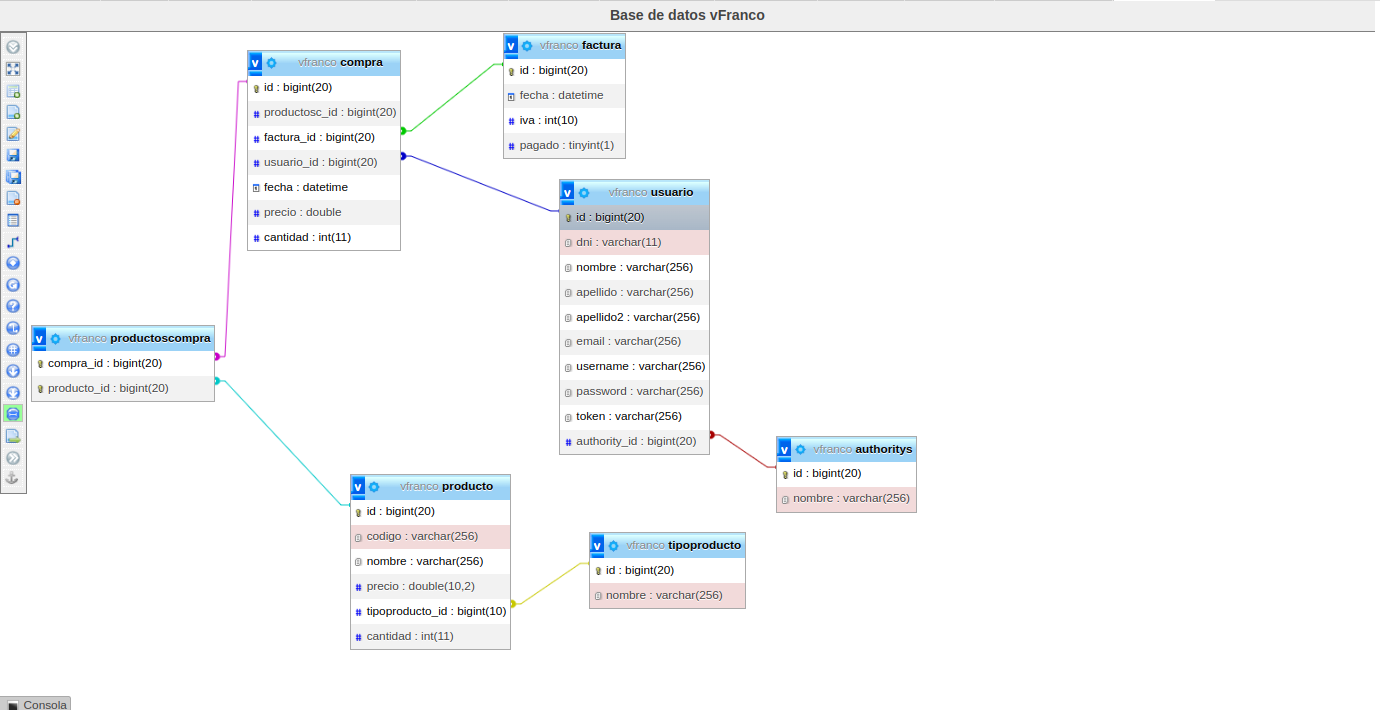 Base de datos vFranco
v vfranco compra
id : bigint(20)
productosc_id : bigint(20)
factura_id : bigint(20)
usuario_id : bigint(20)
fecha : datetime
precio : double
cantidad : int(11)
v vfranco factura
id : bigint(20)
fecha : datetime
iva : int(10)
pagado : tinyint(1)
v vfranco usuario
id : bigint(20)
dni : varchar(11)
nombre : varchar(256)
apellido : varchar(256)
apellido2 : varchar(256)
email : varchar(256)
username : varchar(256)
password : varchar(256)
token : varchar(256)
authority_id : bigint(20)
v vfranco productoscompra
compra_id : bigint(20)
producto_id : bigint(20)
v vfranco authoritys
id : bigint(20)
nombre : varchar(256)
v vfranco producto
id : bigint(20)
codigo : varchar(256)
nombre : varchar(256)
precio : double(10,2)
tipoproducto_id : bigint(10)
cantidad : int(11)
v vfranco tipoproducto
id : bigint(20)
nombre : varchar(256)
Consola